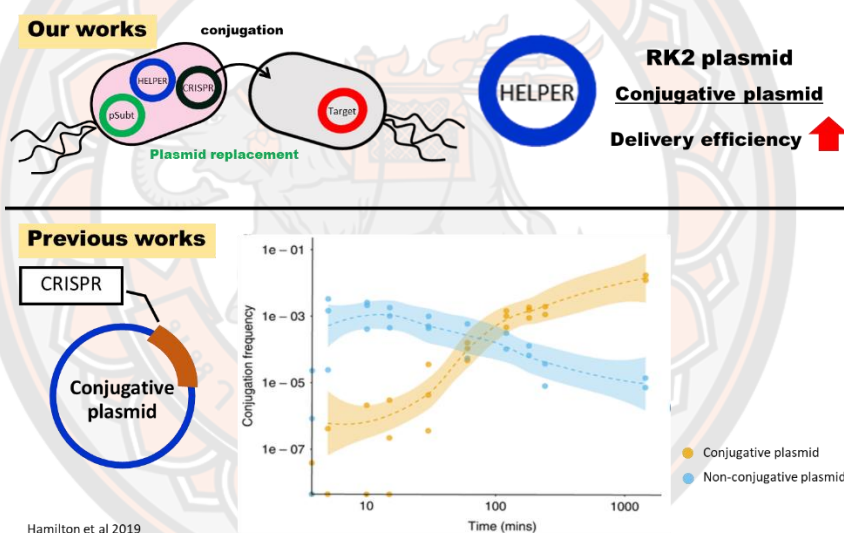 Our works
conjugation
HELPER
CRISPR
pSubt
Target
Plasmid replacement
HELPER
RK2 plasmid
Conjugative plasmid
Delivery efficiency
Previous works
CRISPR
Conjugative
plasmid
Conjugation frequency
1e − 01
1e − 03
1e − 05
1e − 07
10
100
1000
Time (mins)
Conjugative plasmid
Non-conjugative plasmid
Hamilton et al 2019